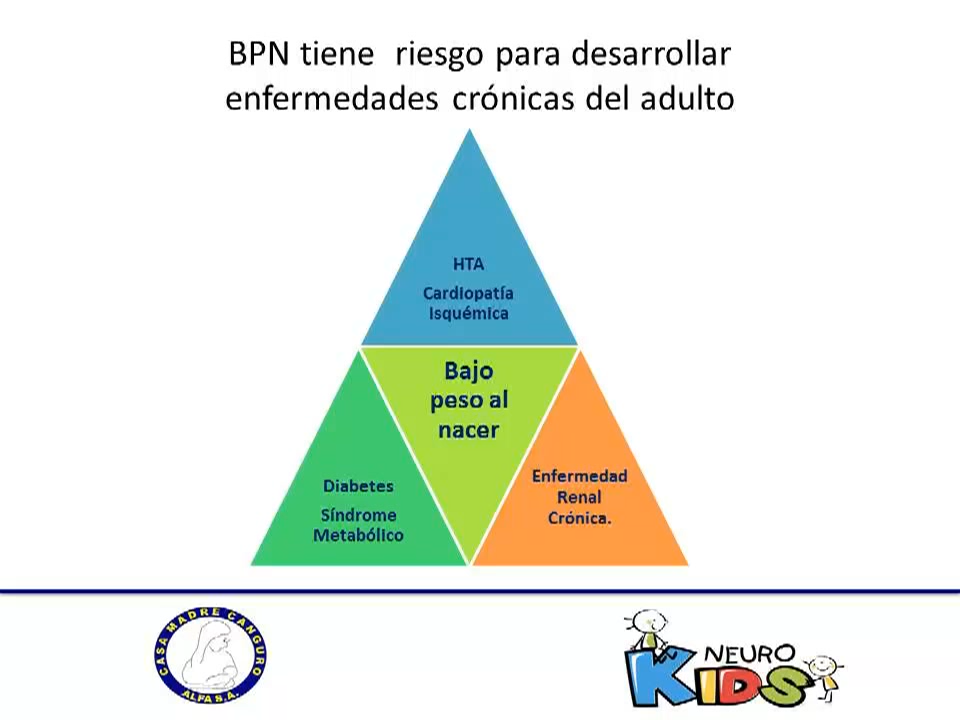 BPN tiene  riesgo para desarrollar
enfermedades crónicas del adulto
HTA
Cardiopatía
Isquémica
Bajo
peso al
nacer
Diabetes
Síndrome
Metabólico
Enfermedad
Renal
Crónica.
CASA MADRE CANGURO
ALFA S.A.
NEURO
KIDS